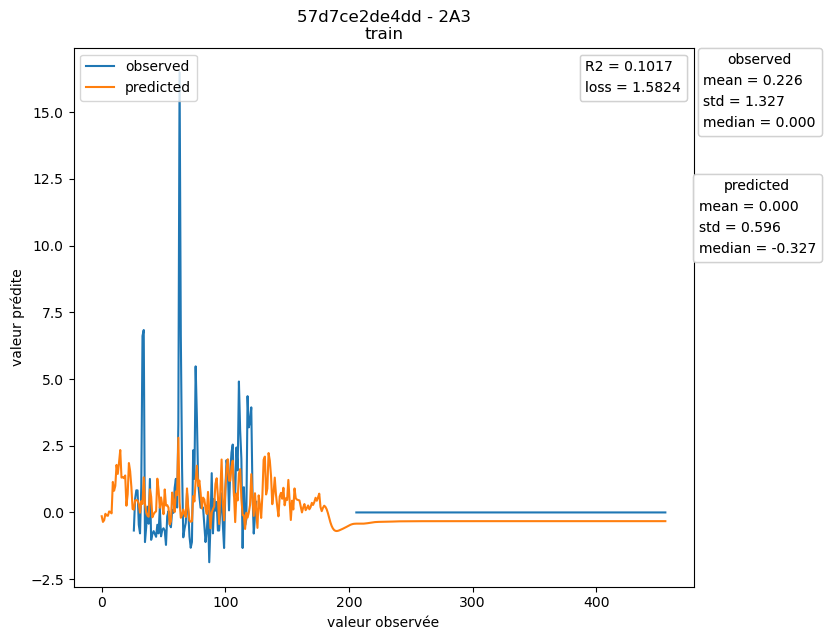 57d7ce2de4dd - 2A3
train
observed
predicted
R2 = 0.1017
loss = 1.5824
observed
mean = 0.226
std = 1.327
median = 0.000
predicted
mean = 0.000
std = 0.596
median = -0.327
valeur prédite
15.0
12.5
10.0
7.5
5.0
2.5
0.0
−2.5
0
100
200
300
400
valeur observée